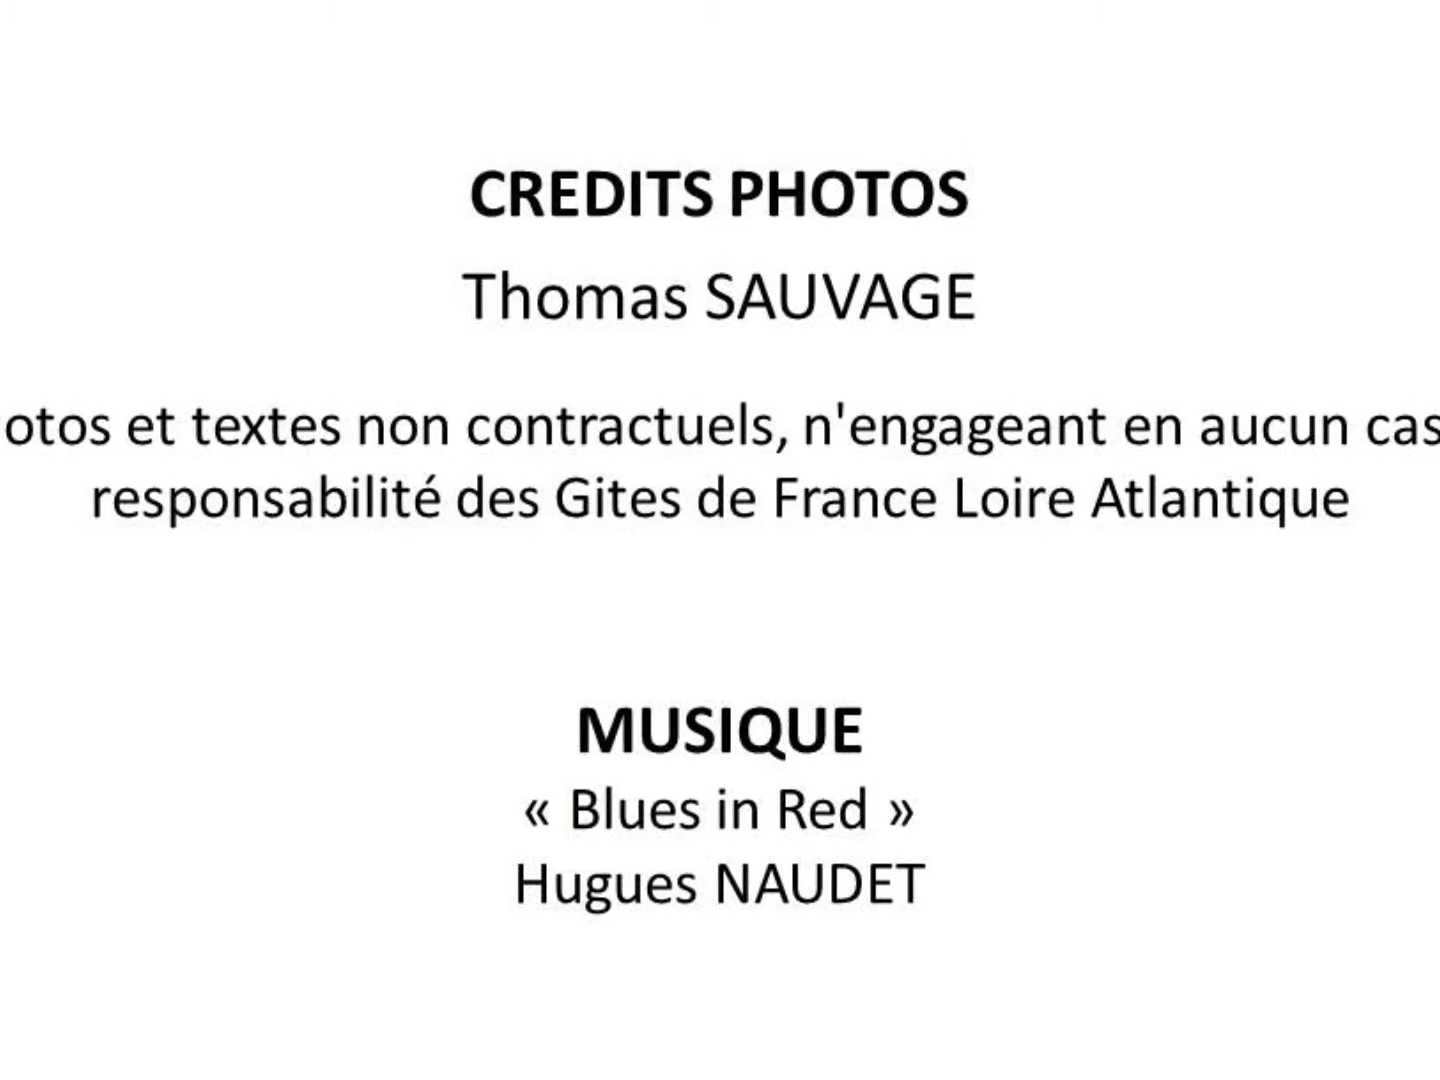 CREDITS PHOTOS
Thomas SAUVAGE
otos et textes non contractuels, n'engageant en aucun cas
responsabilité des Gites de France Loire Atlantique
MUSIQUE
« Blues in Red »
Hugues NAUDET